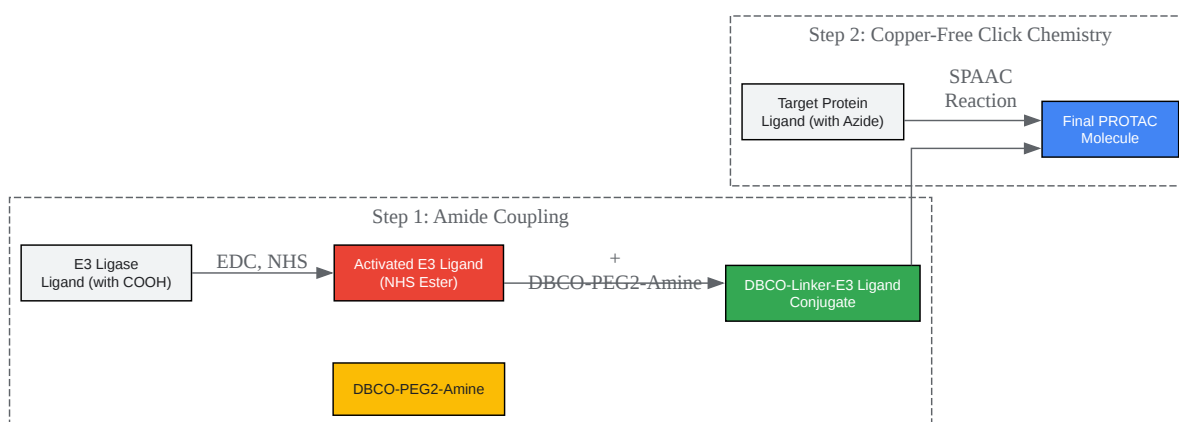 Step 2: Copper-Free Click Chemistry
SPAAC
Reaction
Target Protein
Ligand (with Azide)
Final PROTAC
Molecule
Step 1: Amide Coupling
E3 Ligase
Ligand (with COOH)
EDC, NHS
Activated E3 Ligand
(NHS Ester)
+
DBCO-PEG2-Amine
DBCO-Linker-E3 Ligand
Conjugate
DBCO-PEG2-Amine